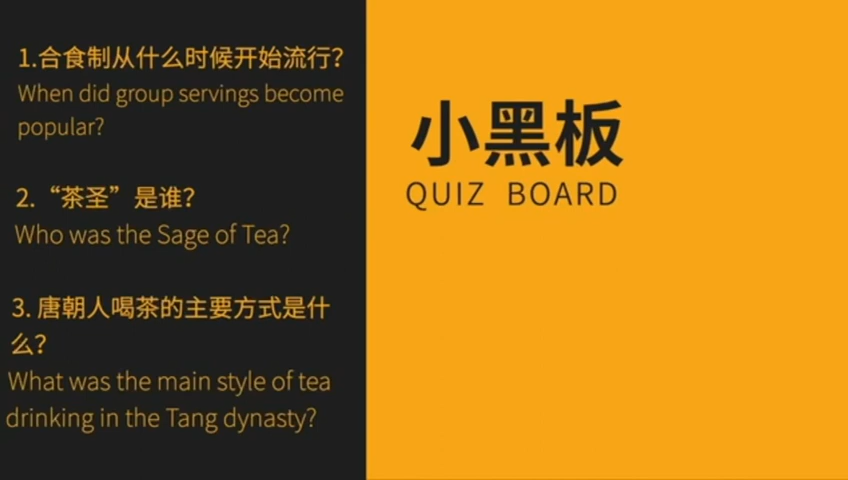 1.合食制从什么时候开始流行？
When did group servings become
popular?
2.“茶圣”是谁？
Who was the Sage of Tea?
3. 唐朝人喝茶的主要方式是什
么？
What was the main style of tea
drinking in the Tang dynasty?
小黑板
QUIZ BOARD